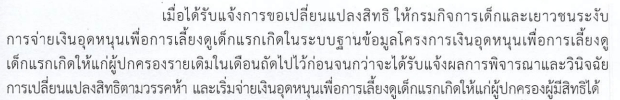 เมื่อได้รับแจ้งการขอเปลี่ยนแปลงสิทธิ ให้กรมกิจการเด็กและเยาวชนระงับ
การจ่ายเงินอุดหนุนเพื่อการเลี้ยงดูเด็กแรกเกิดในระบบฐานข้อมูลโครงการเงินอุดหนุนเพื่อการเลี้ยงดู
เด็กแรกเกิดให้แก่ผู้ปกครองรายเดิมในเดือนถัดไปไว้ก่อนจนกว่าจะได้รับแจ้งผลการพิจารณาและวินิจฉัย
การเปลี่ยนแปลงสิทธิตามวรรคห้า และเริ่มจ่ายเงินอุดหนุนเพื่อการเลี้ยงดูเด็กแรกเกิดให้แก่ผู้ปกครองผู้มีสิทธิได้